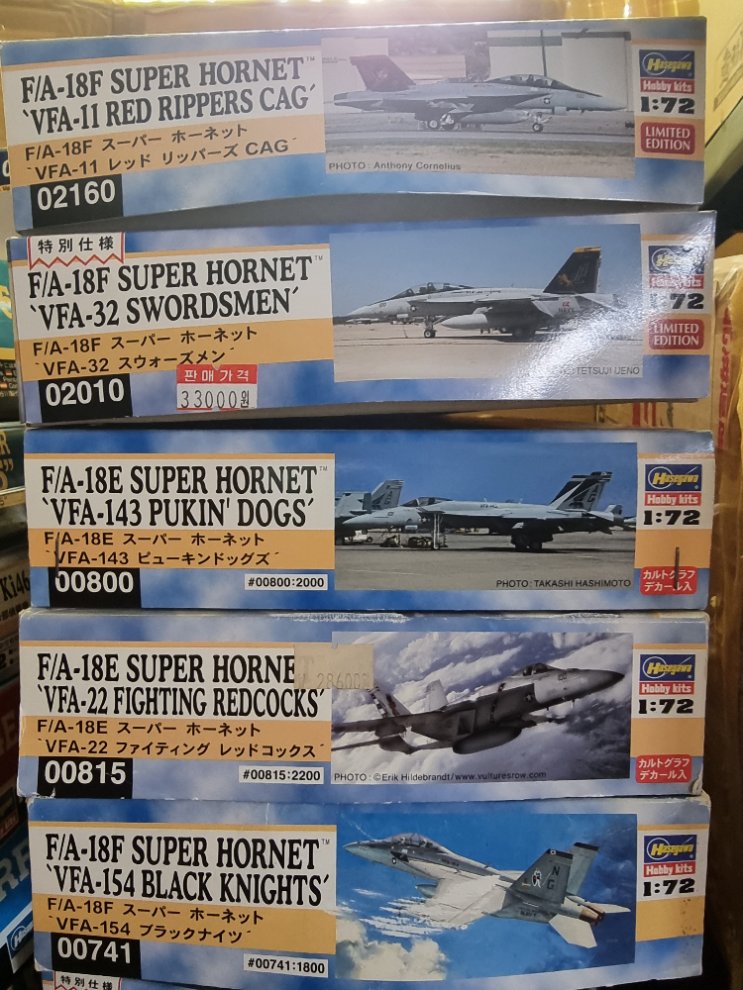 F/A-18F SUPER HORNET™
'VFA-11 RED RIPPERS CAG'
F/A-18F スーパー ホーネット
'VFA-11 レッド リッパーズ CAG'
02160
PHOTO : Anthony Cornelius
Hasegawa
Hobby kits
1:72
LIMITED
EDITION
特別仕様
F/A-18F SUPER HORNET™
'VFA-32 SWORDSMEN'
F/A-18F スーパー ホーネット
'VFA-32 スウォーズメン'
02010
판매가격
33000원
TETSUJI UENO
Hobby kits
1:72
LIMITED
EDITION
F/A-18E SUPER HORNET™
'VFA-143 PUKIN' DOGS'
F/A-18E スーパー ホーネット
'VFA-143 ピューキンドッグズ'
00800
#00800:2000
PHOTO : TAKASHI HASHIMOTO
Hasegawa
Hobby kits
1:72
カルトグラフ
デカール入
F/A-18E SUPER HORNE
'VFA-22 FIGHTING REDCOCKS'
F/A-18E スーパー ホーネット
'VFA-22 ファイティング レッドコックス'
00815
#00815:2200
PHOTO : ©Erik Hildebrandt/www.vulturesrow.com
Hasegawa
Hobby kits
1:72
カルトグラフ
デカール入
F/A-18F SUPER HORNET™
'VFA-154 BLACK KNIGHTS'
F/A-18F スーパー ホーネット
'VFA-154 ブラックナイツ'
00741
#00741:1800
NG
Hasegawa
Hobby kits
1:72
特別仕様
Ki46